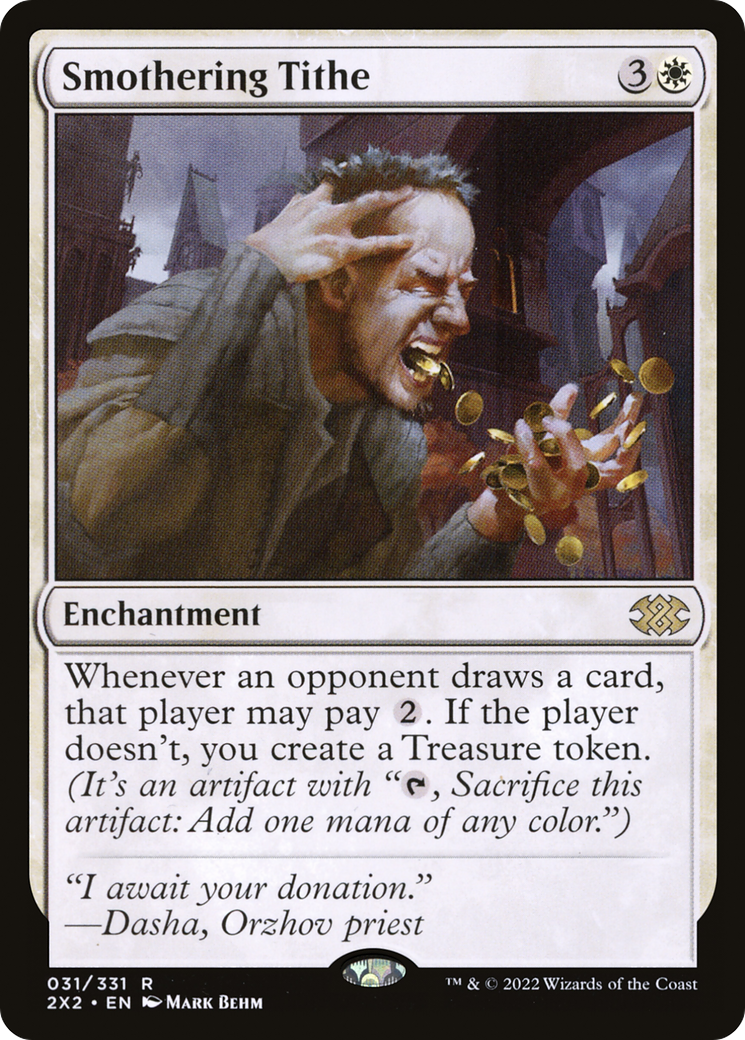 Smothering Tithe 3
Enchantment
Whenever an opponent draws a card,
that player may pay 2. If the player
doesn't, you create a Treasure token.
(It's an artifact with “, Sacrifice this
artifact: Add one mana of any color.”)
“I await your donation.”
—Dasha, Orzhov priest
031/331 R
2X2 • EN Mark Behm
™ & © 2022 Wizards of the Coast